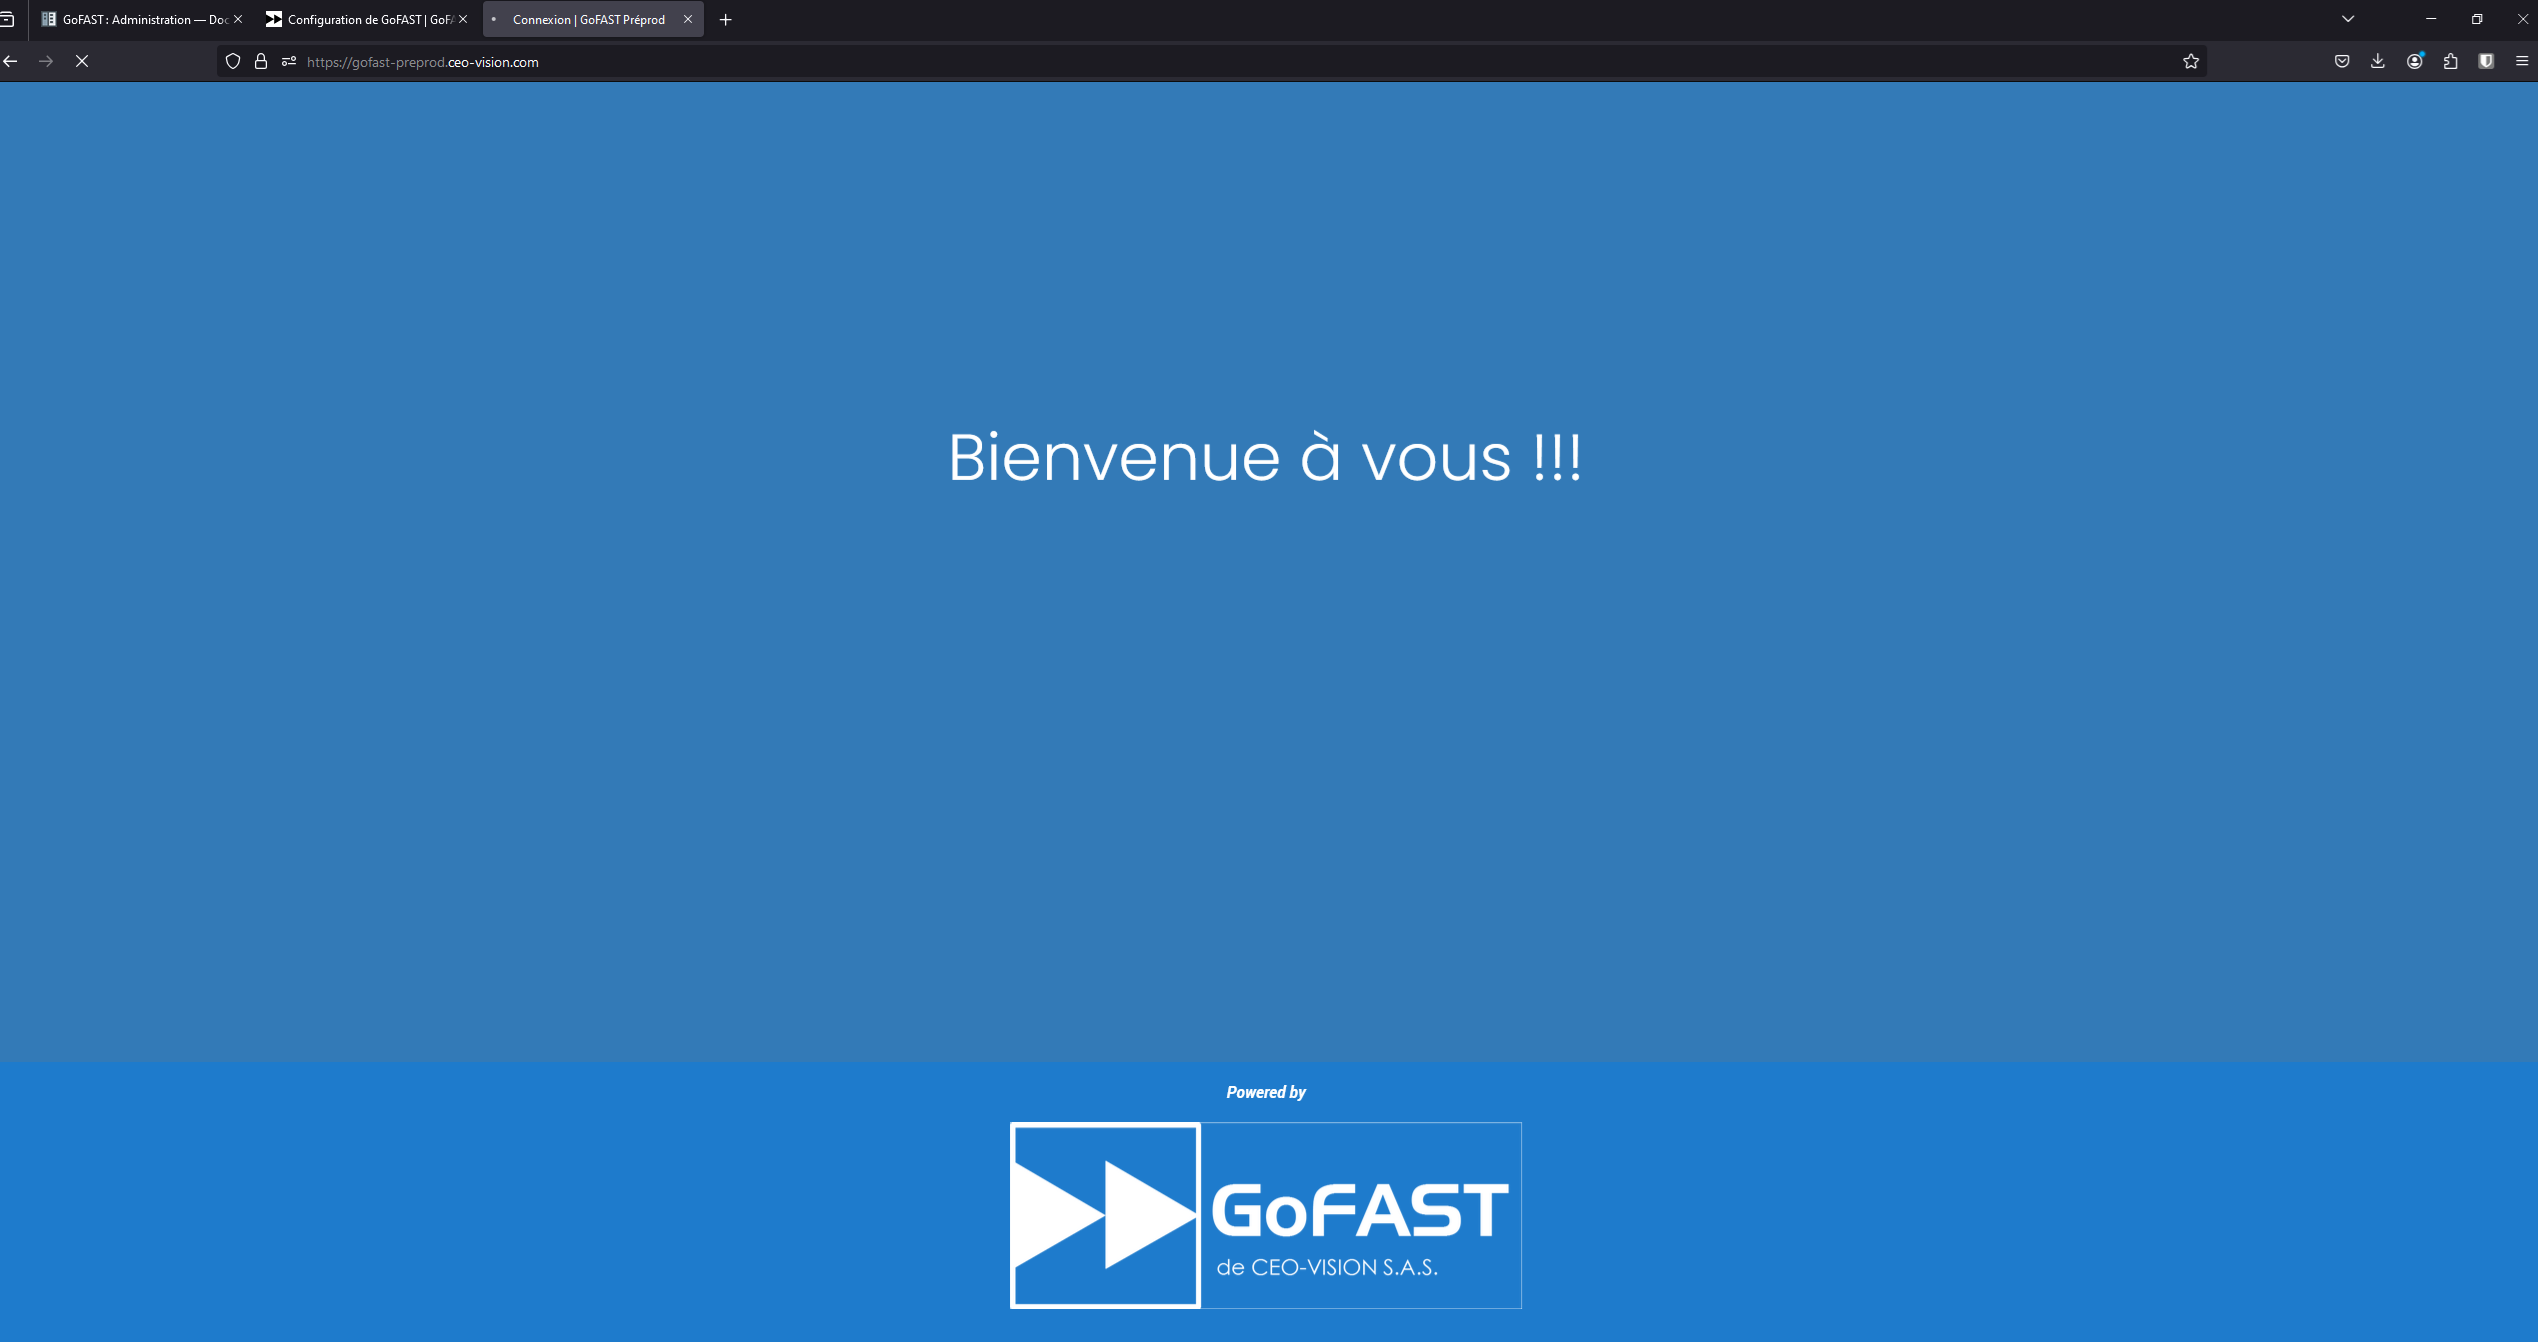 GoFAST : Administration — Doc
Configuration de GoFAST | GoFA
Connexion | GoFAST Préprod
https://gofast-preprod.ceo-vision.com
Bienvenue à vous !!!
Powered by
GoFAST
de CEO-VISION S.A.S.